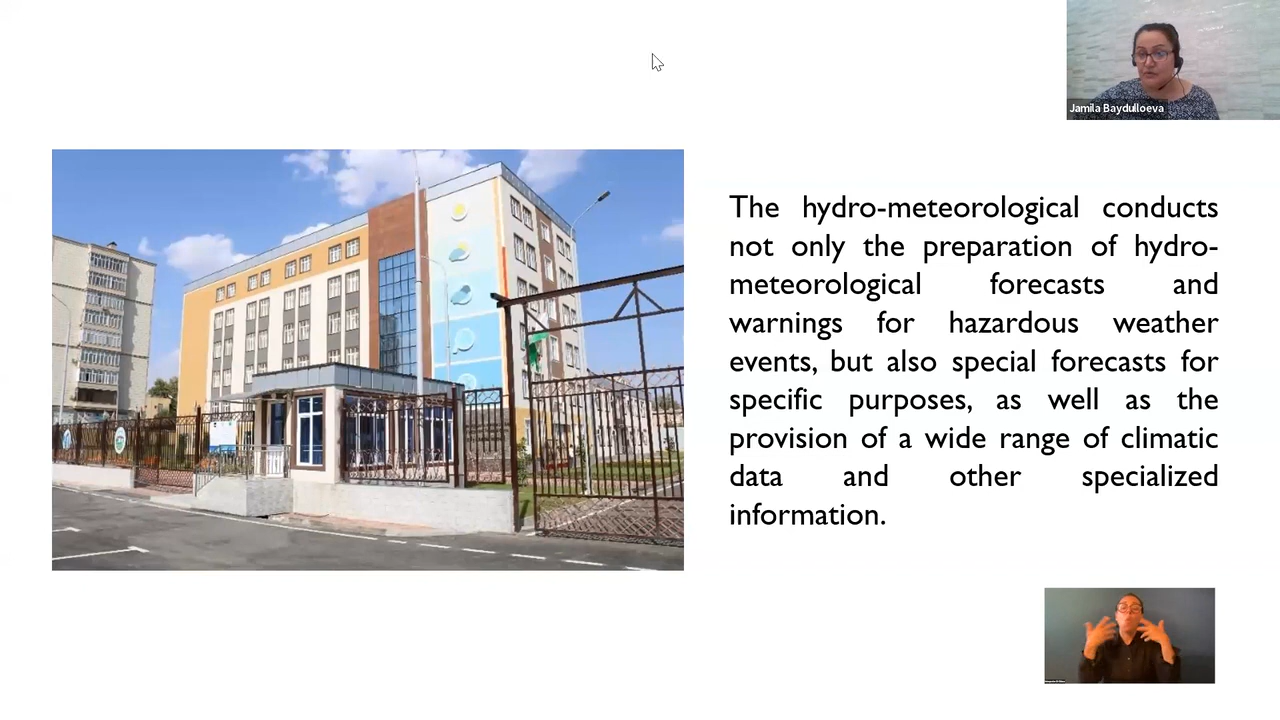 Jamila Baydulloeva
The hydro-meteorological conducts
not only the preparation of hydro-
meteorological forecasts and
warnings for hazardous weather
events, but also special forecasts for
specific purposes, as well as the
provision of a wide range of climatic
data and other specialized
information.